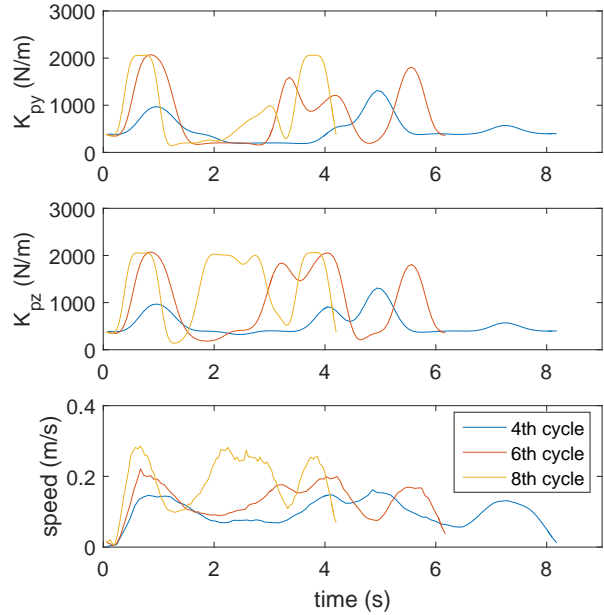 3000
2000
1000
0
K_py (N/m)
0 2 4 6 8
3000
2000
1000
0
K_pz (N/m)
0 2 4 6 8
0.4
0.2
0
speed (m/s)
4th cycle
6th cycle
8th cycle
0 2 4 6 8
time (s)